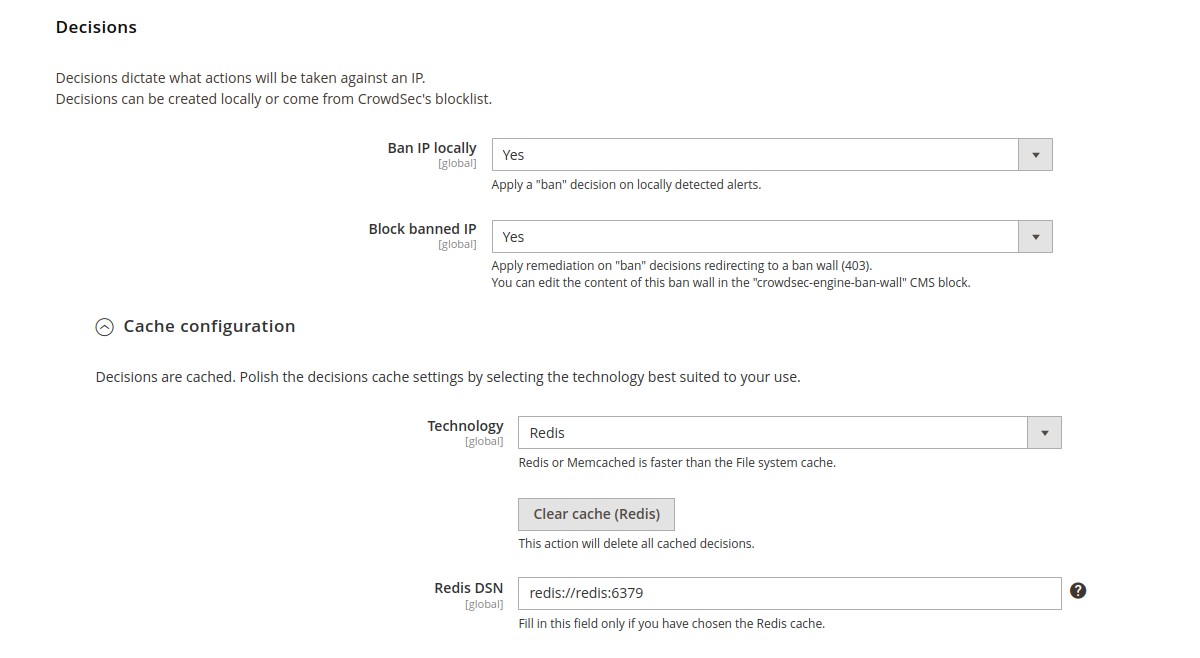 Decisions
Decisions dictate what actions will be taken against an IP.
Decisions can be created locally or come from CrowdSec's blocklist.
Ban IP locally
[global]
Yes
Apply a "ban" decision on locally detected alerts.
Block banned IP
[global]
Yes
Apply remediation on "ban" decisions redirecting to a ban wall (403).
You can edit the content of this ban wall in the "crowdsec-engine-ban-wall" CMS block.
Cache configuration
Decisions are cached. Polish the decisions cache settings by selecting the technology best suited to your use.
Technology
[global]
Redis
Redis or Memcached is faster than the File system cache.
Clear cache (Redis)
This action will delete all cached decisions.
Redis DSN
[global]
redis://redis:6379
?
Fill in this field only if you have chosen the Redis cache.